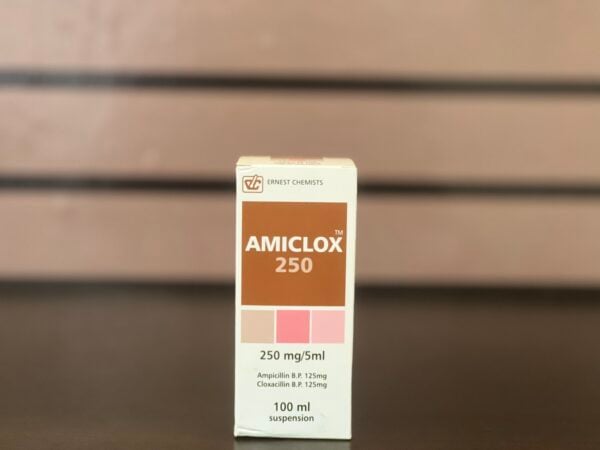 ERNEST CHEMISTS
AMICLOX™
250
250 mg/5ml
Ampicillin B.P. 125mg
Cloxacillin B.P. 125mg
100 ml
suspension